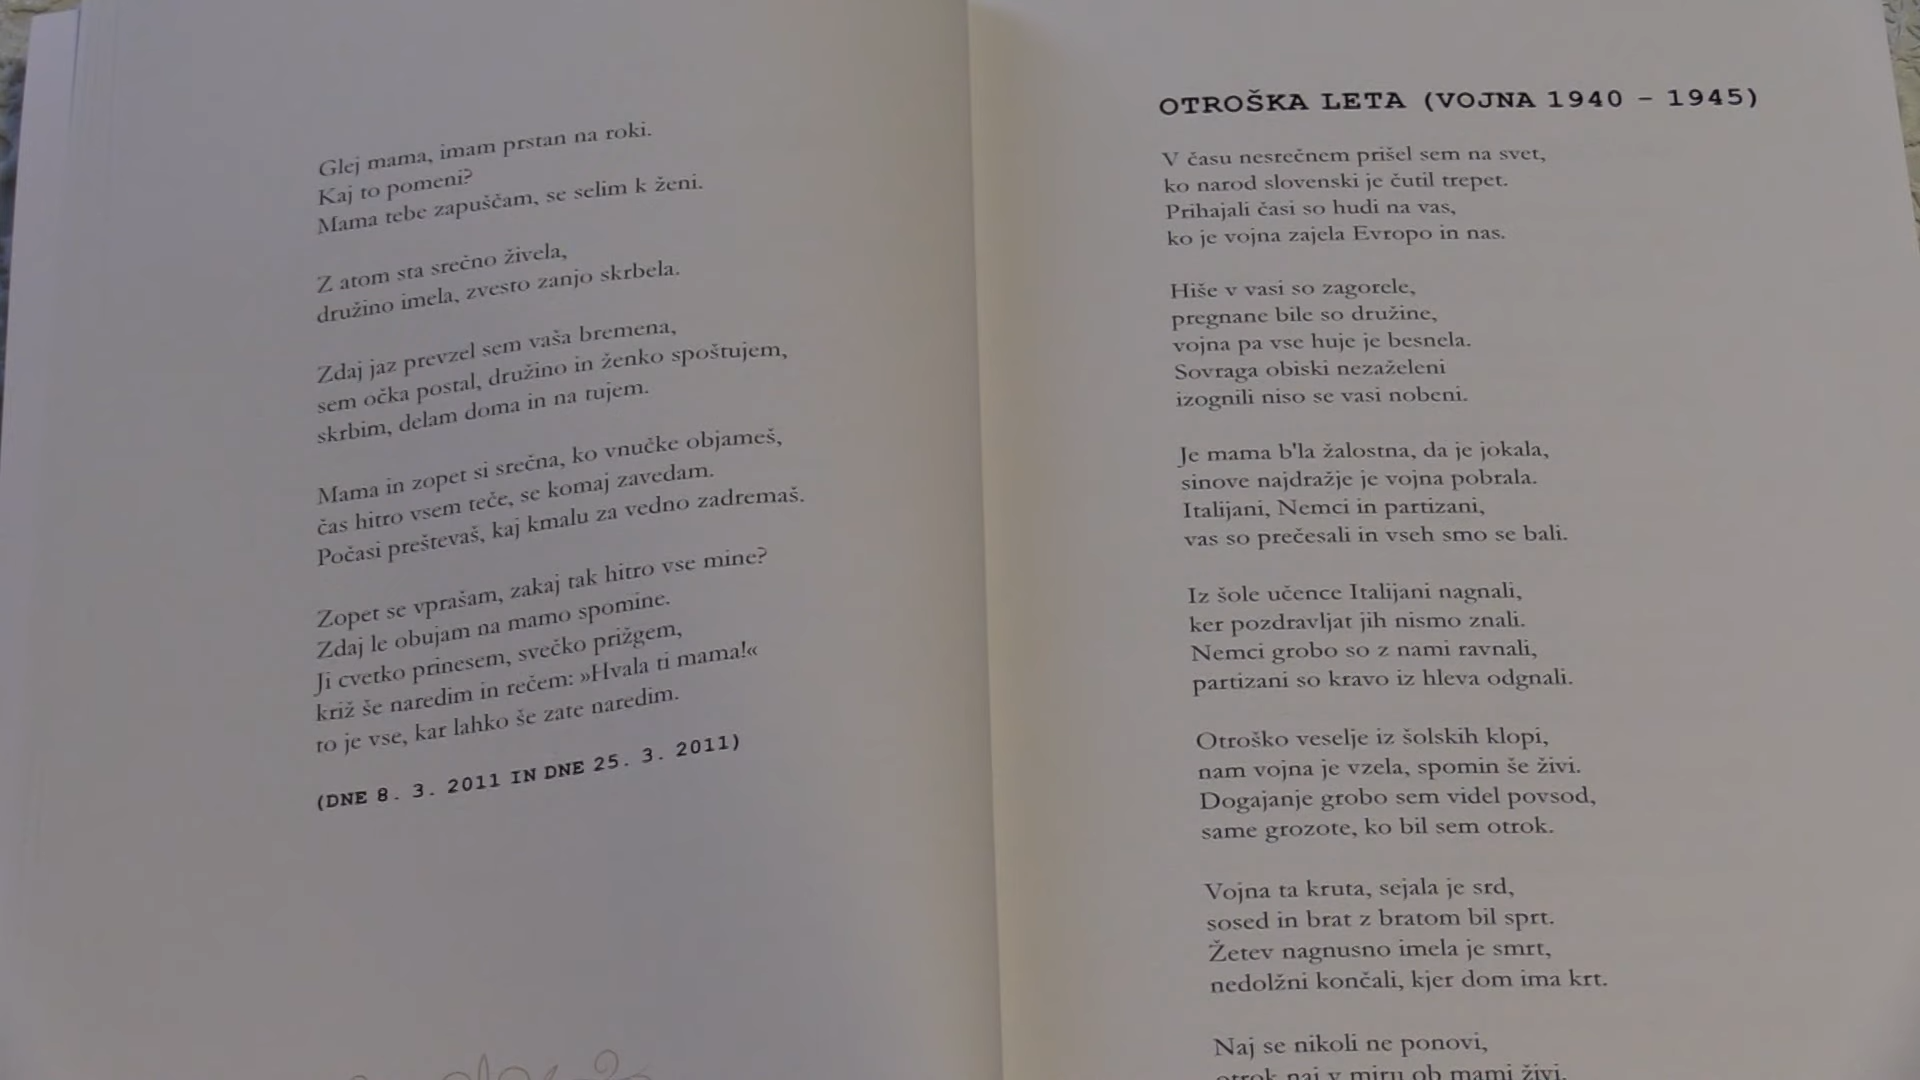 Glej mama, imam prstan na roki.
Kaj to pomeni?
Mama tebe zapuščam, se selim k ženi.
Z atom sta srečno živela,
družino imela, zvesto zanjo skrbela.
Zdaj jaz prevzel sem vaša bremena,
sem očka postal, družino in ženko spoštujem,
skrbim, delam doma in na tujem.
Mama in zopet si srečna, ko vnučke objameš,
čas hitro vsem teče, se komaj zavedam.
Počasi preštevaš, kaj kmalu za vedno zadremaš.
Zopet se vprašam, zakaj tak hitro vse mine?
Zdaj le obujam na mamo spomine.
Ji cvetko prinesem, svečko prižgem,
križ še naredim in rečem: »Hvala ti mama!«
to je vse, kar lahko še zate naredim.
(DNE 8. 3. 2011 IN DNE 25. 3. 2011)
OTROŠKA LETA (VOJNA 1940 – 1945)
V času nesrečnem prišel sem na svet,
ko narod slovenski je čutil trepet.
Prihajali časi so hudi na vas,
ko je vojna zajela Evropo in nas.
Hiše v vasi so zagorele,
pregnane bile so družine,
vojna pa vse huje je besnela.
Sovraga obiski nezaželeni
izognili niso se vasi nobeni.
Je mama b'la žalostna, da je jokala,
sinove najdražje je vojna pobrala.
Italijani, Nemci in partizani,
vas so prečesali in vseh smo se bali.
Iz šole učence Italijani nagnali,
ker pozdravljat jih nismo znali.
Nemci grobo so z nami ravnali,
partizani so kravo iz hleva odgnali.
Otroško veselje iz šolskih klopi,
nam vojna je vzela, spomin še živi.
Dogajanje grobo sem videl povsod,
same grozote, ko bil sem otrok.
Vojna ta kruta, sejala je srd,
sosed in brat z bratom bil sprt.
Žetev nagnusno imela je smrt,
nedolžni končali, kjer dom ima krt.
Naj se nikoli ne ponovi,
otrok naj v miru ob mami živi.